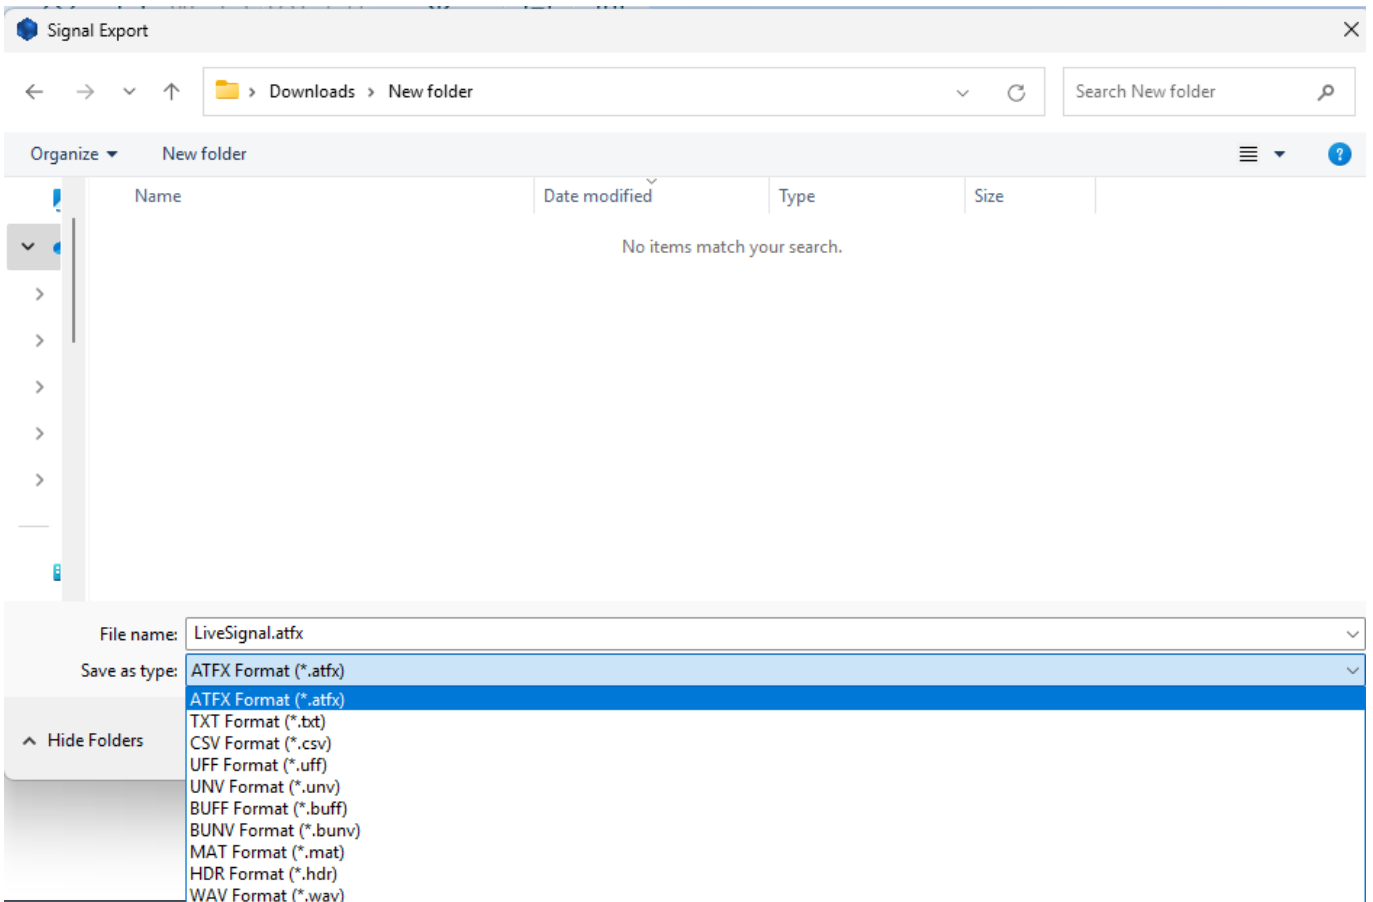 Signal Export
Downloads > New folder
Search New folder
Organize
New folder
Name
Date modified
Type
Size
No items match your search.
File name:
LiveSignal.atfx
Save as type:
ATFX Format (*.atfx)
ATFX Format (*.atfx)
TXT Format (*.txt)
CSV Format (*.csv)
UFF Format (*.uff)
UNV Format (*.unv)
BUFF Format (*.buff)
BUNV Format (*.bunv)
MAT Format (*.mat)
HDR Format (*.hdr)
WAV Format (*.wav)
Hide Folders